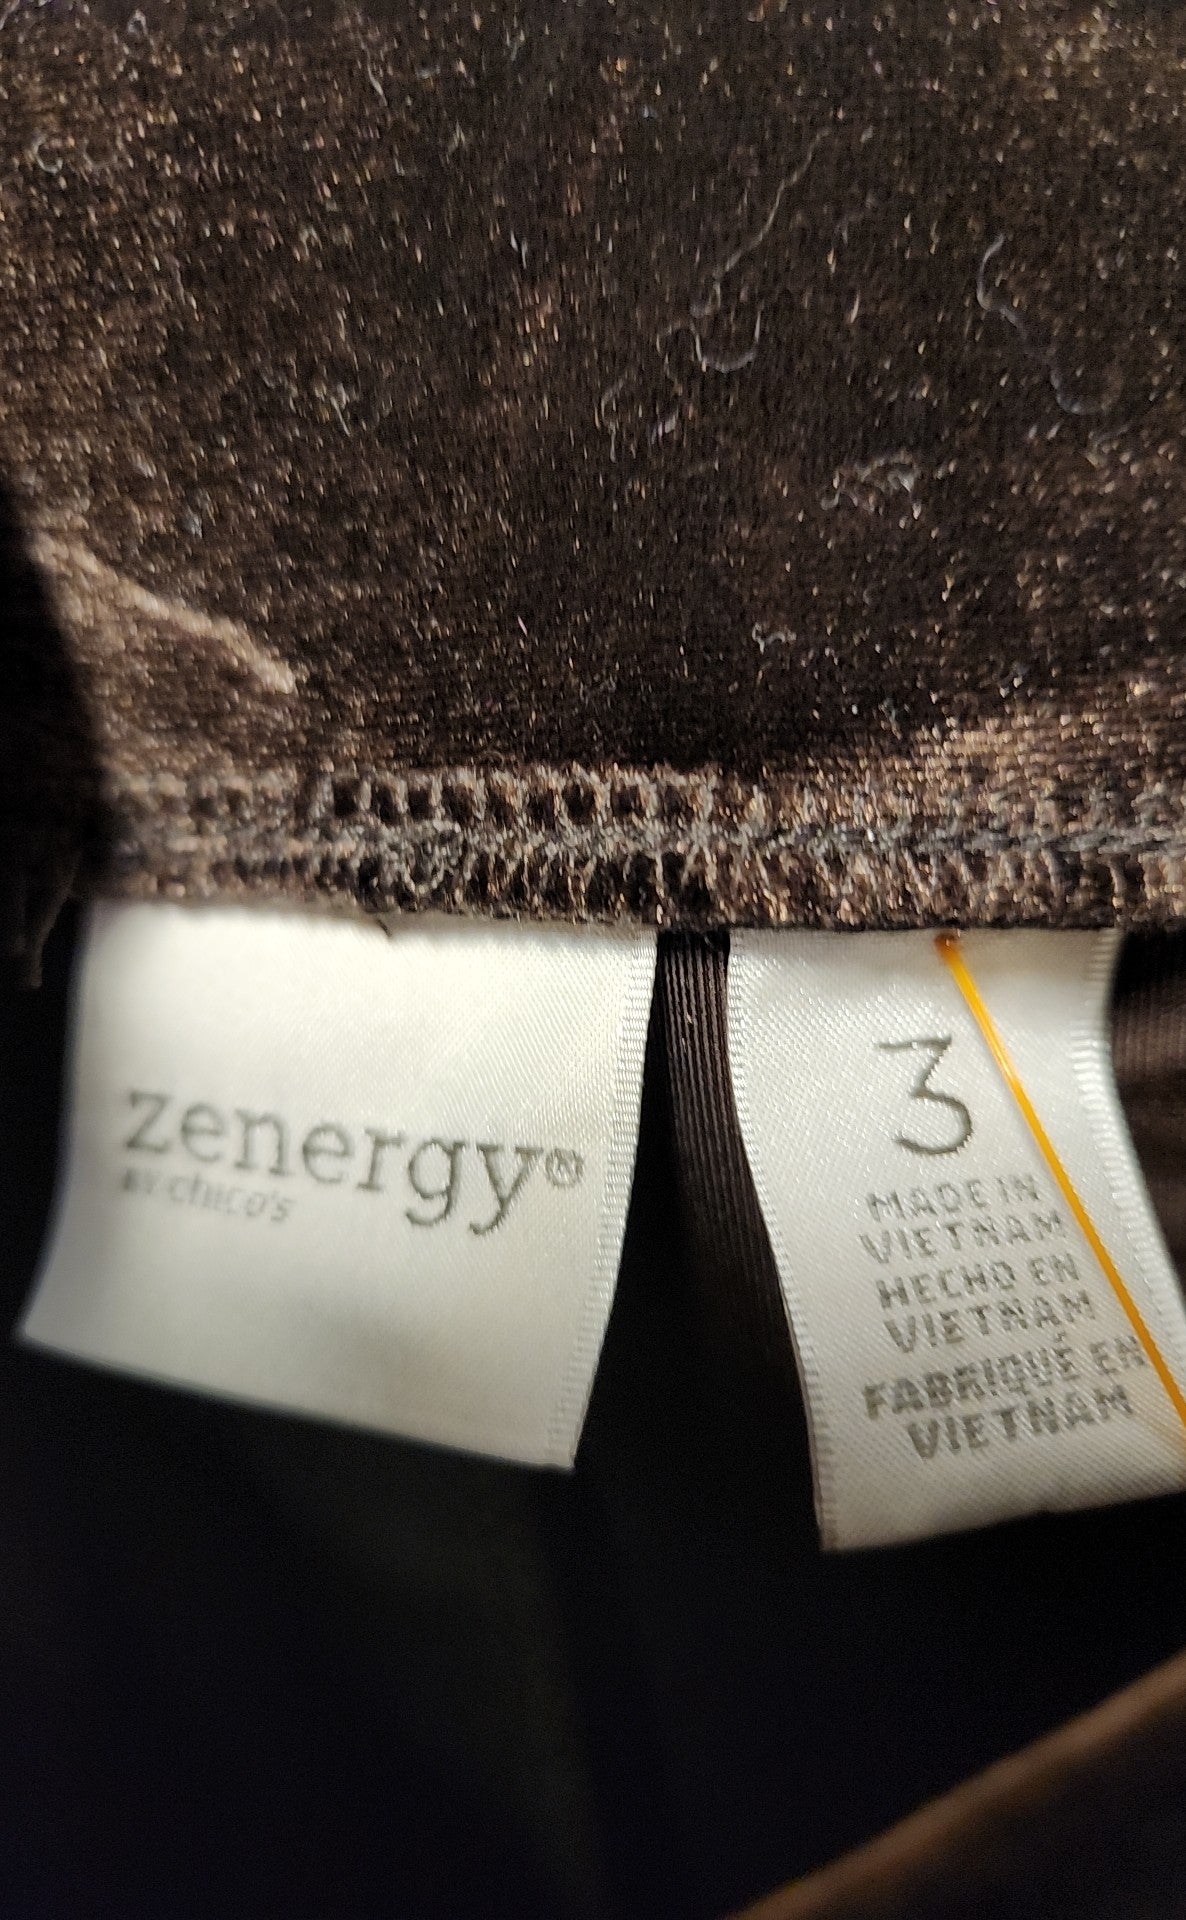 zenergy®
BY chico's
3
MADE IN
VIETNAM
HECHO EN
VIETNAM
FABRIQUÉ EN
VIETNAM